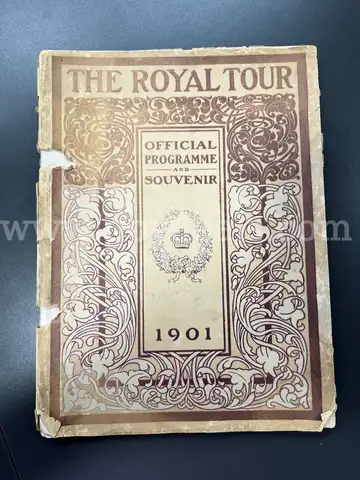 THE ROYAL TOUR
OFFICIAL
PROGRAMME
AND
SOUVENIR
1901